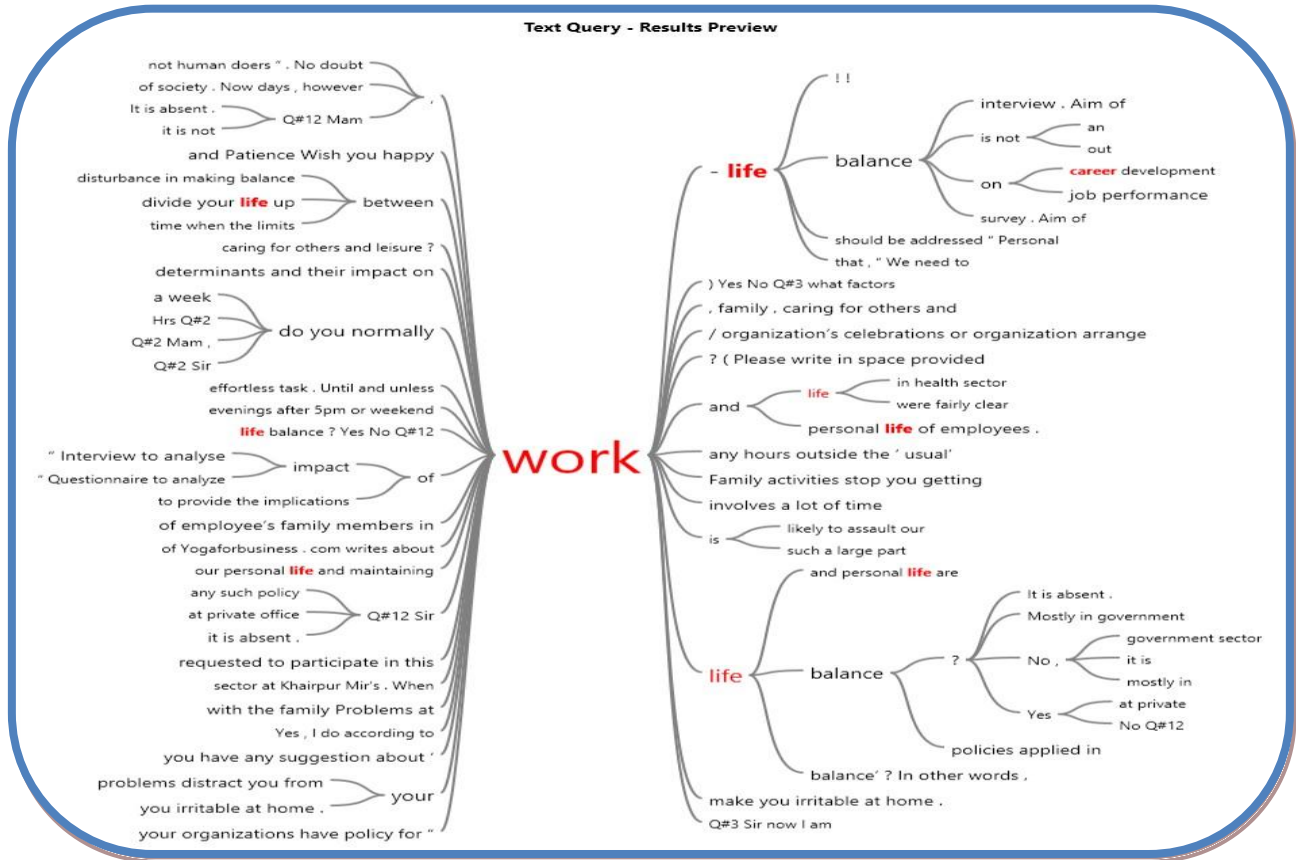 Text Query - Results Preview
not human doers " . No doubt
of society . Now days , however
It is absent .
it is not
Q#12 Mam
,
and Patience Wish you happy
disturbance in making balance
divide your life up
time when the limits
between
caring for others and leisure ?
determinants and their impact on
a week
Hrs Q#2
Q#2 Mam ,
Q#2 Sir
do you normally
effortless task . Until and unless
evenings after 5pm or weekend
life balance ? Yes No Q#12
" Interview to analyse
" Questionnaire to analyze
impact
to provide the implications
of
of employee's family members in
of Yogaforbusiness . com writes about
our personal life and maintaining
any such policy
at private office
it is absent .
Q#12 Sir
requested to participate in this
sector at Khairpur Mir's . When
with the family Problems at
Yes , I do according to
you have any suggestion about '
problems distract you from
you irritable at home .
your
your organizations have policy for "
work
- life
! !
balance
interview . Aim of
is not
an
out
on
career development
job performance
survey . Aim of
should be addressed " Personal
that , " We need to
) Yes No Q#3 what factors
, family , caring for others and
/ organization's celebrations or organization arrange
? ( Please write in space provided
and
life
in health sector
were fairly clear
personal life of employees .
any hours outside the ' usual'
Family activities stop you getting
involves a lot of time
is
likely to assault our
such a large part
life
and personal life are
balance
?
It is absent .
Mostly in government
No ,
government sector
it is
mostly in
Yes
at private
No Q#12
policies applied in
balance' ? In other words ,
make you irritable at home .
Q#3 Sir now I am